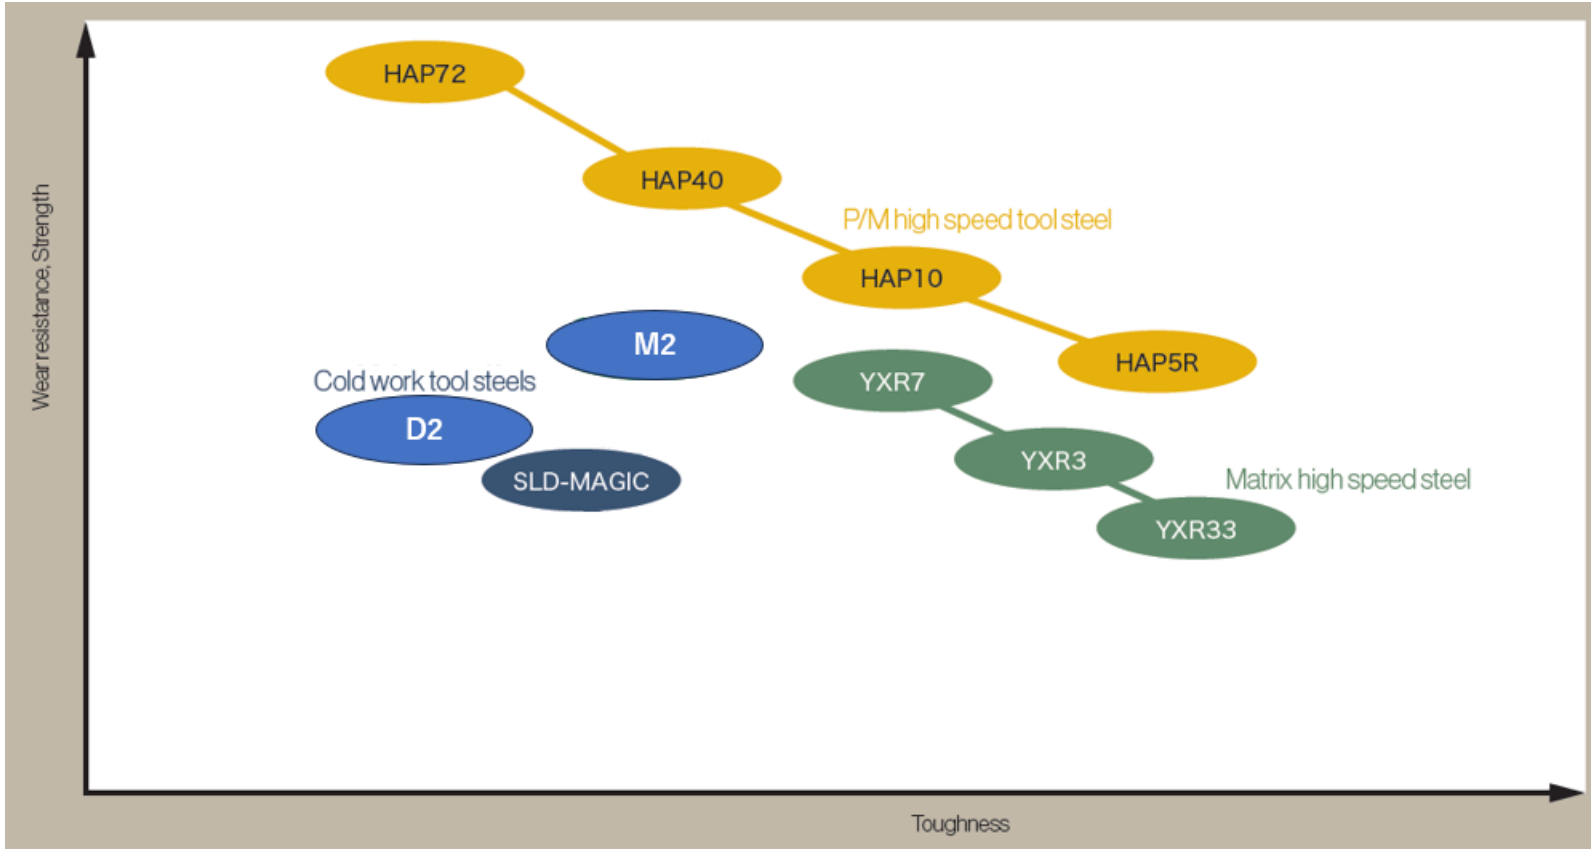 HAP72
HAP40
P/M high speed tool steel
HAP10
M2
HAP5R
Cold work tool steels
YXR7
D2
YXR3
SLD-MAGIC
Matrix high speed steel
YXR33
Wear resistance, Strength
Toughness